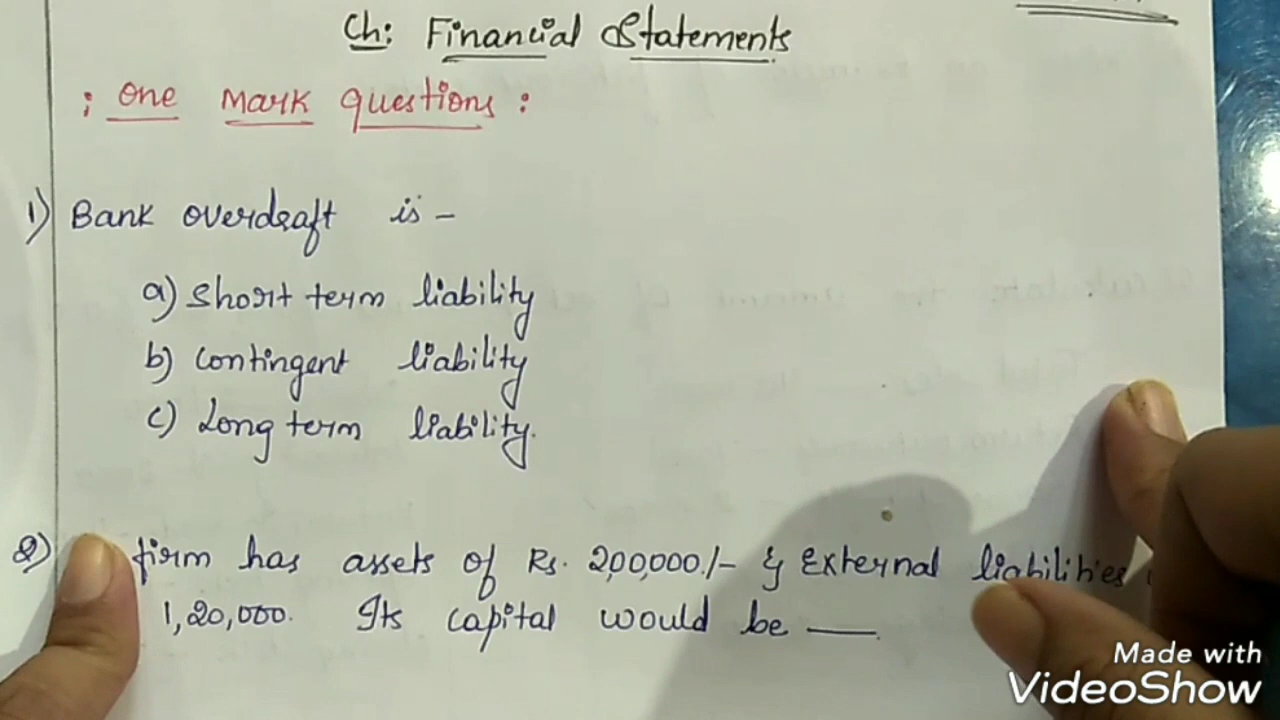 Ch: Financial Statements
: One Mark questions :
1) Bank overdraft is -
a) Short term liability
b) Contingent liability
c) Long term liability.
2) firm has assets of Rs. 2,00,000/- & External liabilities
1,20,000. Its capital would be ___.
Made with
VideoShow